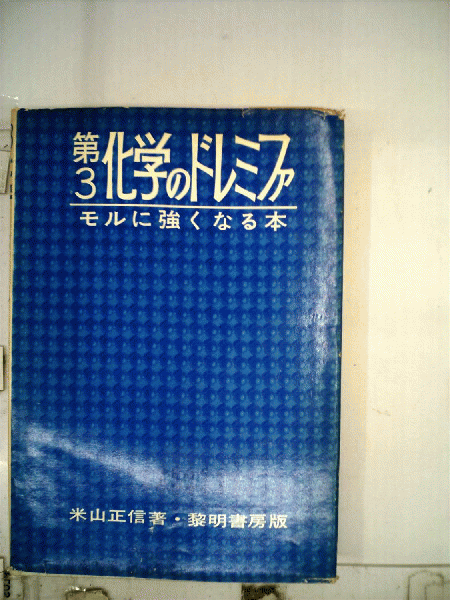 第3 化学のドレミファ
モルに強くなる本
米山正信著・黎明書房版